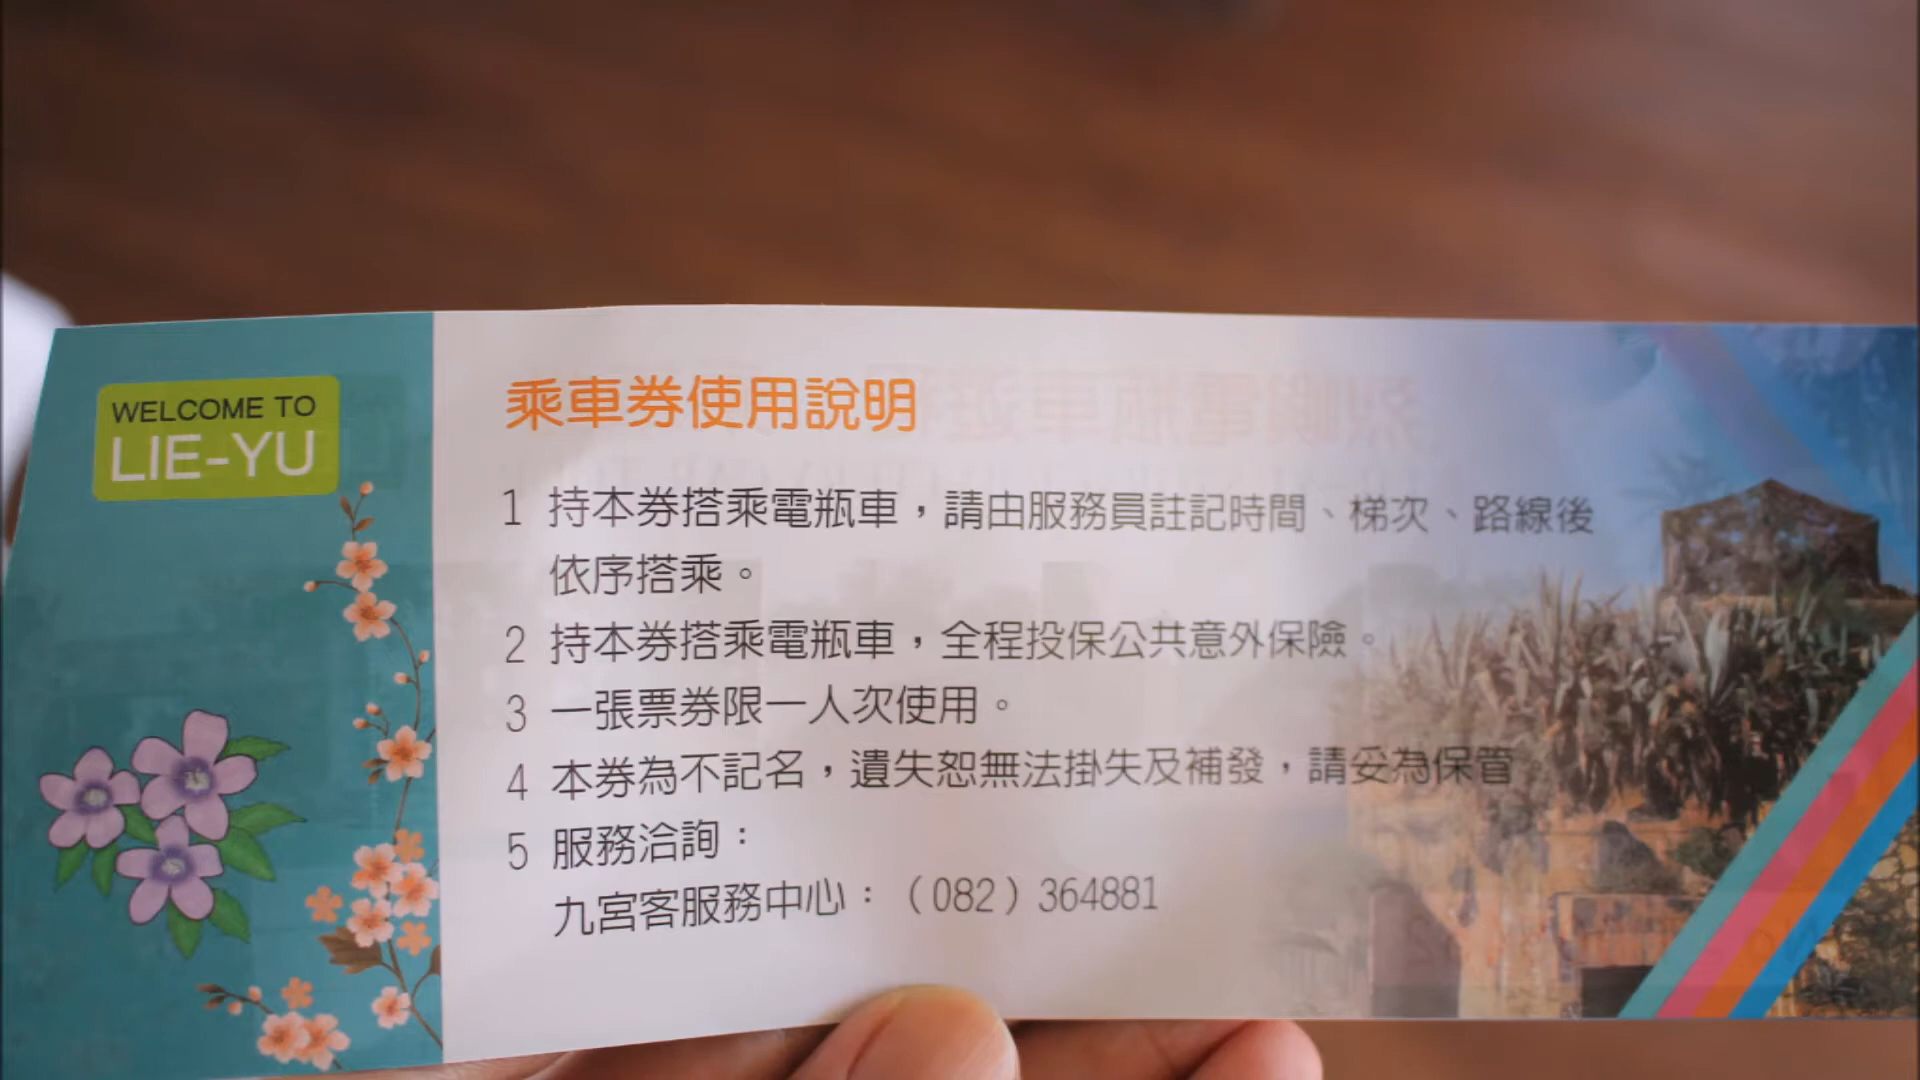 WELCOME TO
LIE-YU
乘車券使用說明
1 持本券搭乘電瓶車，請由服務員註記時間、梯次、路線後
依序搭乘。
2 持本券搭乘電瓶車，全程投保公共意外保險。
3 一張票券限一人次使用。
4 本券為不記名，遺失恕無法掛失及補發，請妥為保管。
5 服務洽詢：
九宮客服務中心：（082）364881